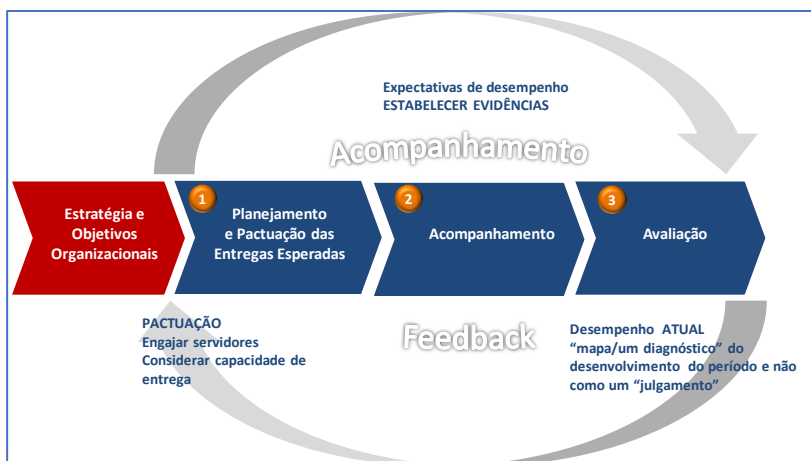 Expectativas de desempenho
ESTABELECER EVIDÊNCIAS
Acompanhamento
Estratégia e
Objetivos
Organizacionais
1
Planejamento
e Pactuação das
Entregas Esperadas
2
Acompanhamento
3
Avaliação
PACTUAÇÃO
Engajar servidores
Considerar capacidade de
entrega
Feedback
Desempenho ATUAL
“mapa/um diagnóstico” do
desenvolvimento do período e não
como um “julgamento”